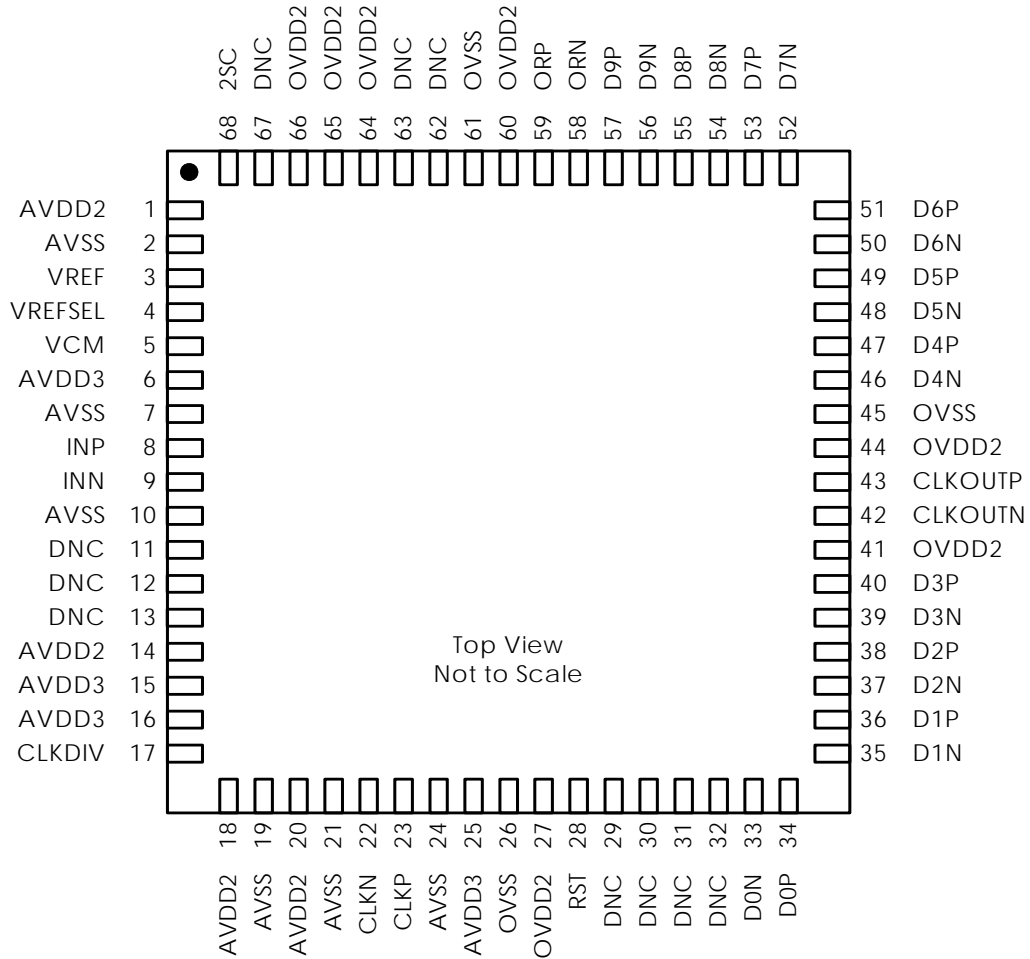 2SC DNC OVDD2 OVDD2 OVDD2 DNC DNC OVSS OVDD2 ORP ORN D9P D9N D8P D8N D7P D7N
68 67 66 65 64 63 62 61 60 59 58 57 56 55 54 53 52
AVDD2 1 51 D6P
AVSS 2 50 D6N
VREF 3 49 D5P
VREFSEL 4 48 D5N
VCM 5 47 D4P
AVDD3 6 46 D4N
AVSS 7 45 OVSS
INP 8 44 OVDD2
INN 9 43 CLKOUTP
AVSS 10 42 CLKOUTN
DNC 11 41 OVDD2
DNC 12 40 D3P
DNC 13 39 D3N
AVDD2 14 38 D2P
AVDD3 15 37 D2N
AVDD3 16 36 D1P
CLKDIV 17 35 D1N
Top View
Not to Scale
18 19 20 21 22 23 24 25 26 27 28 29 30 31 32 33 34
AVDD2 AVSS AVDD2 AVSS CLKN CLKP AVSS AVDD3 OVSS OVDD2 RST DNC DNC DNC DNC D0N D0P